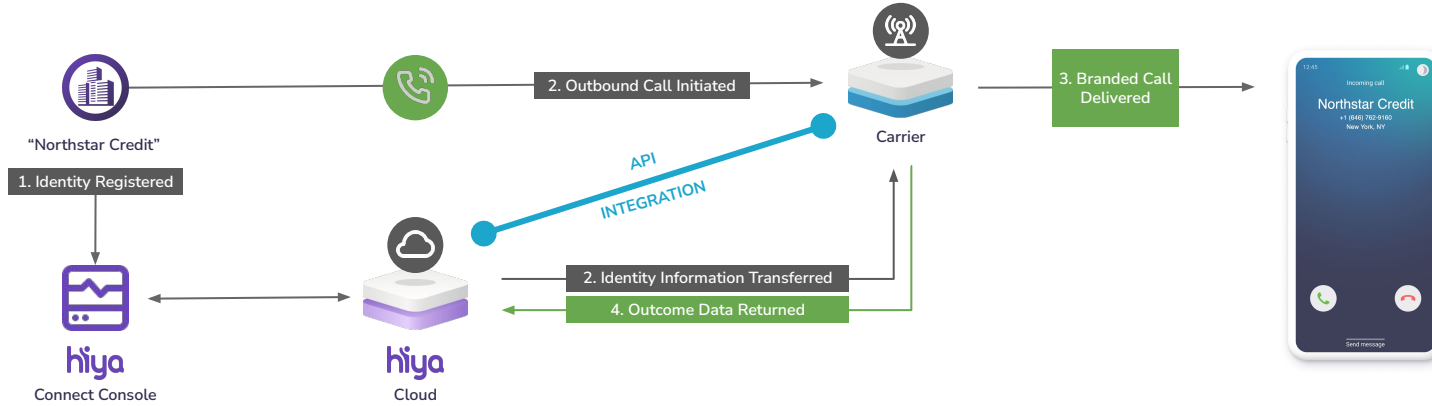 2. Outbound Call Initiated
3. Branded Call
Delivered
12:45
Incoming call
Northstar Credit
+1 (646) 762-9160
New York, NY
Send message
Carrier
“Northstar Credit”
1. Identity Registered
API
INTEGRATION
2. Identity Information Transferred
4. Outcome Data Returned
hiya
Connect Console
hiya
Cloud